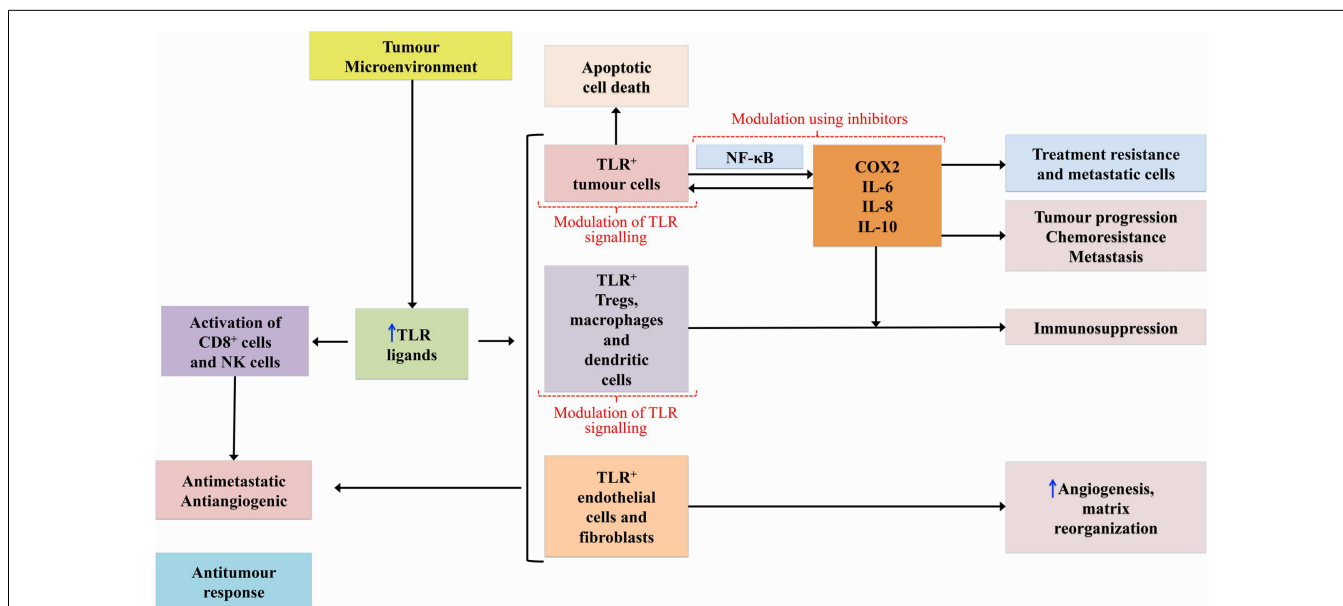 Tumour
Microenvironment
Apoptotic
cell death
Modulation using inhibitors
TLR⁺
tumour cells
NF-κB
COX2
IL-6
IL-8
IL-10
Treatment resistance
and metastatic cells
Modulation of TLR
signalling
Tumour progression
Chemoresistance
Metastasis
Activation of
CD8⁺ cells
and NK cells
↑TLR
ligands
TLR⁺
Tregs,
macrophages
and
dendritic
cells
Immunosuppression
Modulation of TLR
signalling
Antimetastatic
Antiangiogenic
TLR⁺
endothelial
cells and
fibroblasts
↑Angiogenesis,
matrix
reorganization
Antitumour
response